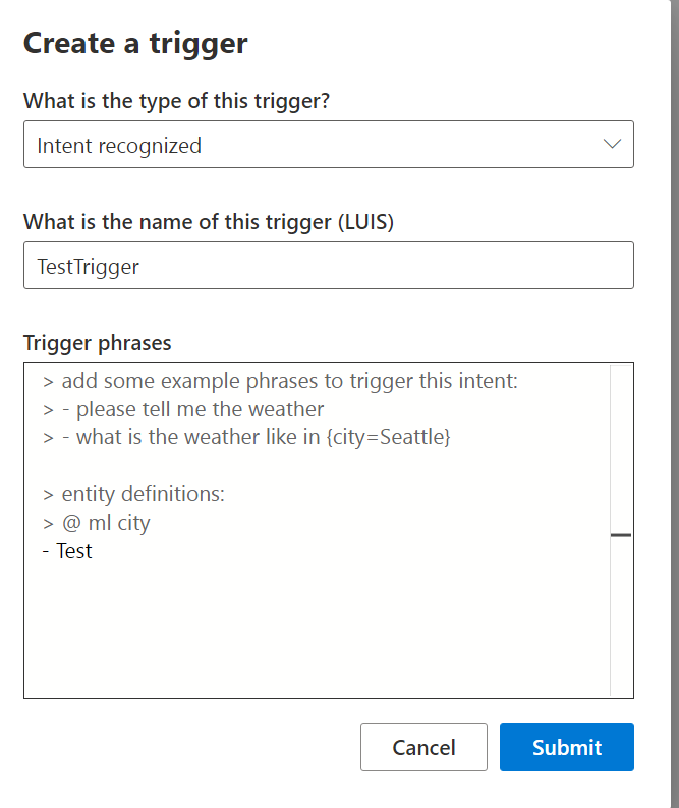 Create a trigger
What is the type of this trigger?
Intent recognized
What is the name of this trigger (LUIS)
TestTrigger
Trigger phrases
> add some example phrases to trigger this intent:
> - please tell me the weather
> - what is the weather like in {city=Seattle}
> entity definitions:
> @ ml city
- Test
Cancel
Submit